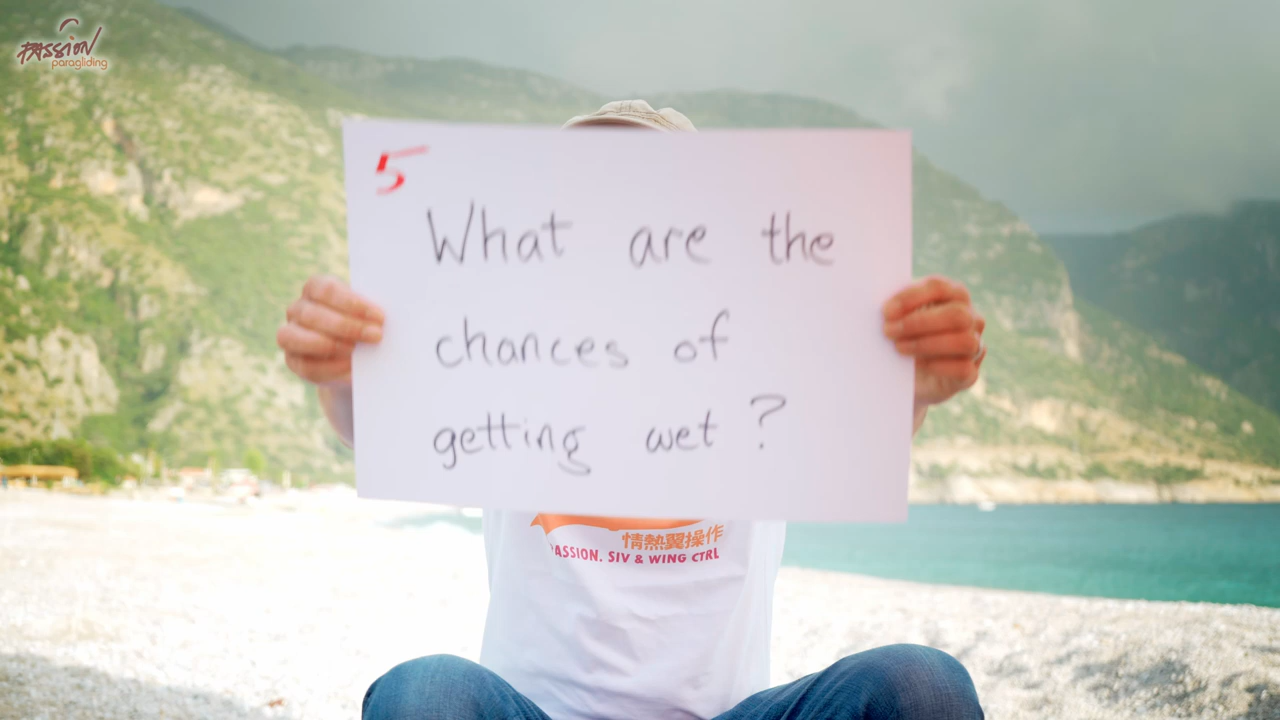 PASSION
paragliding
5
What are the
chances of
getting wet?
情熱翼操作
PASSION. SIV & WING CTRL